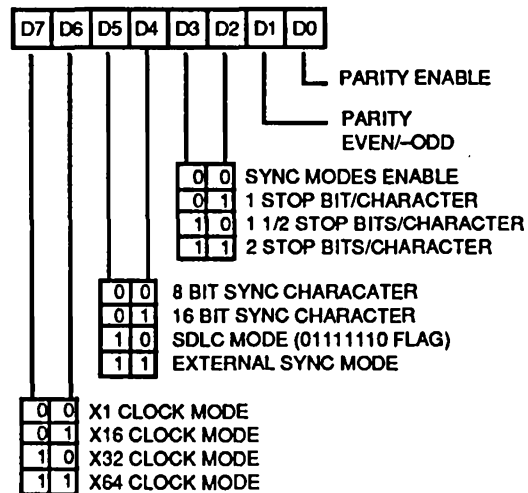 D7 D6 D5 D4 D3 D2 D1 D0
PARITY ENABLE
PARITY
EVEN/–ODD
0 0 SYNC MODES ENABLE
0 1 1 STOP BIT/CHARACTER
1 0 1 1/2 STOP BITS/CHARACTER
1 1 2 STOP BITS/CHARACTER
0 0 8 BIT SYNC CHARACATER
0 1 16 BIT SYNC CHARACTER
1 0 SDLC MODE (01111110 FLAG)
1 1 EXTERNAL SYNC MODE
0 0 X1 CLOCK MODE
0 1 X16 CLOCK MODE
1 0 X32 CLOCK MODE
1 1 X64 CLOCK MODE